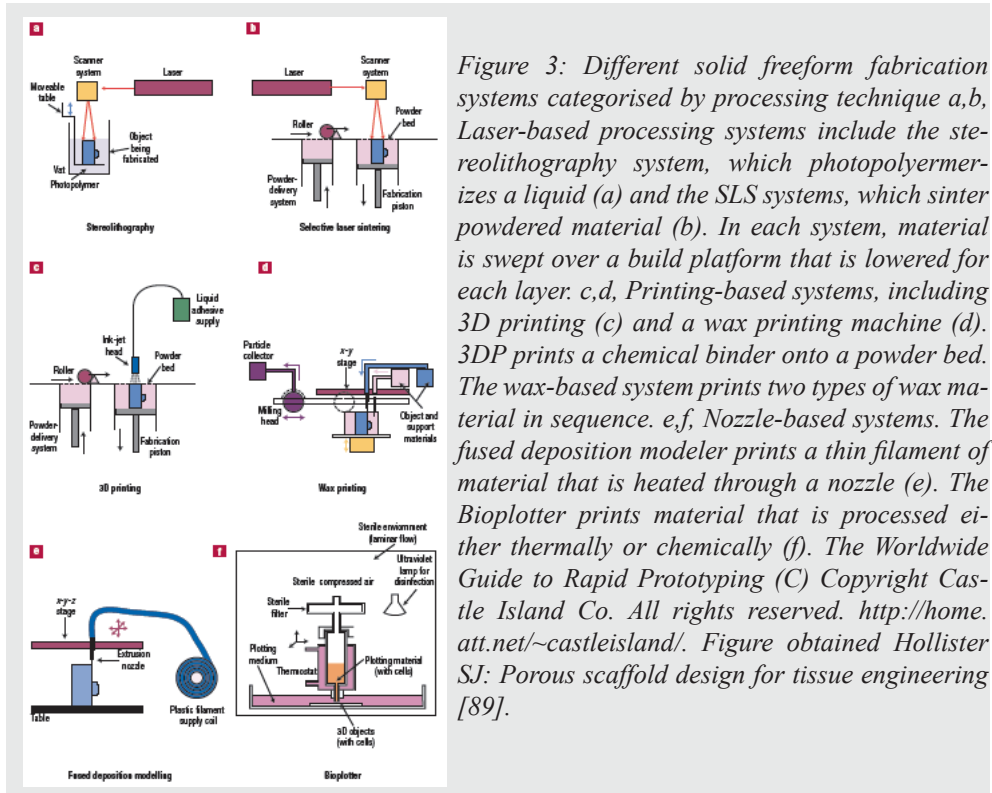 a
Scanner
system
Laser
Moveable
table
Object
being
fabricated
Vat
Photopolymer
Stereolithography
b
Laser
Scanner
system
Powder
bed
Roller
Powder-
delivery
system
Fabrication
piston
Selective laser sintering
c
Liquid
adhesive
supply
Ink-jet
head
Powder
bed
Roller
Powder-
delivery
system
Fabrication
piston
3D printing
d
Particle
collector
x-y
stage
Milling
head
Object and
support
materials
Wax printing
e
x-y-z
stage
Extrusion
nozzle
Table
Plastic filament
supply coil
Fused deposition modelling
f
Sterile enviornment
(laminar flow)
Ultraviolet
lamp for
disinfection
Sterile compressed air
Sterile
filter
Plotting
medium
Thermostat
Plotting material
(with cells)
3D objects
(with cells)
Bioplotter
Figure 3: Different solid freeform fabrication
systems categorised by processing technique a,b,
Laser-based processing systems include the ste-
reolithography system, which photopolyermer-
izes a liquid (a) and the SLS systems, which sinter
powdered material (b). In each system, material
is swept over a build platform that is lowered for
each layer. c,d, Printing-based systems, including
3D printing (c) and a wax printing machine (d).
3DP prints a chemical binder onto a powder bed.
The wax-based system prints two types of wax ma-
terial in sequence. e,f, Nozzle-based systems. The
fused deposition modeler prints a thin filament of
material that is heated through a nozzle (e). The
Bioplotter prints material that is processed ei-
ther thermally or chemically (f). The Worldwide
Guide to Rapid Prototyping (C) Copyright Cas-
tle Island Co. All rights reserved. http://home.
att.net/~castleisland/. Figure obtained Hollister
SJ: Porous scaffold design for tissue engineering
[89].